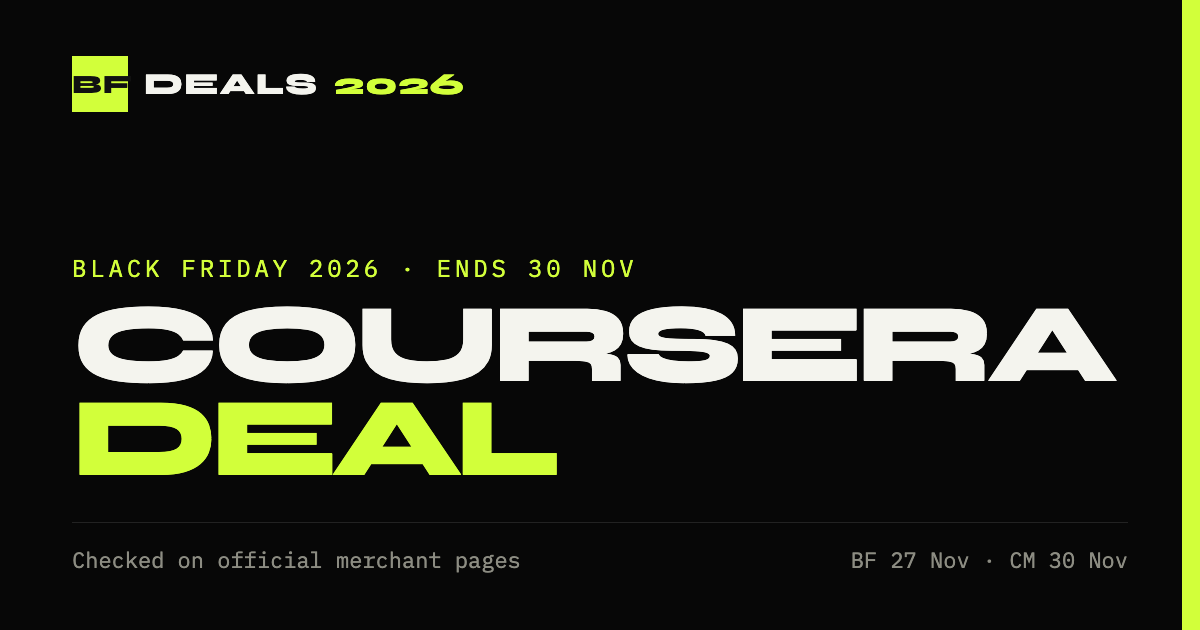 BF DEALS 2026
BLACK FRIDAY 2026 · ENDS 30 NOV
COURSERA
DEAL
Checked on official merchant pages
BF 27 Nov · CM 30 Nov